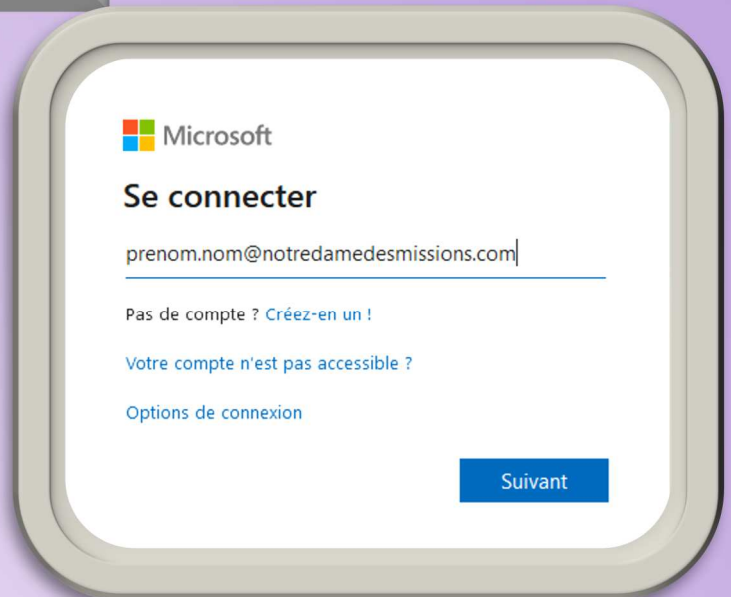 Microsoft
Se connecter
prenom.nom@notredamedesmissions.com
Pas de compte ? Créez-en un !
Votre compte n'est pas accessible ?
Options de connexion
Suivant